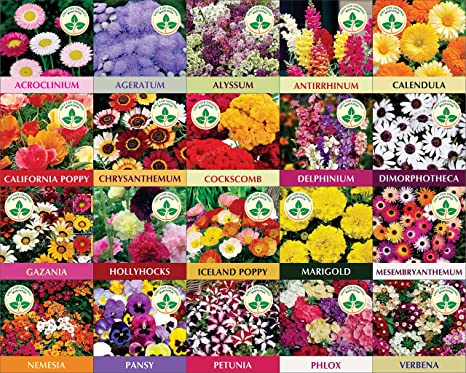 ACROCLINIUM
AGERATUM
ALYSSUM
ANTIRRHINUM
CALENDULA
CALIFORNIA POPPY
CHRYSANTHEMUM
COCKSCOMB
DELPHINIUM
DIMORPHOTHECA
GAZANIA
HOLLYHOCKS
ICELAND POPPY
MARIGOLD
MESEMBRYANTHEMUM
NEMESIA
PANSY
PETUNIA
PHLOX
VERBENA